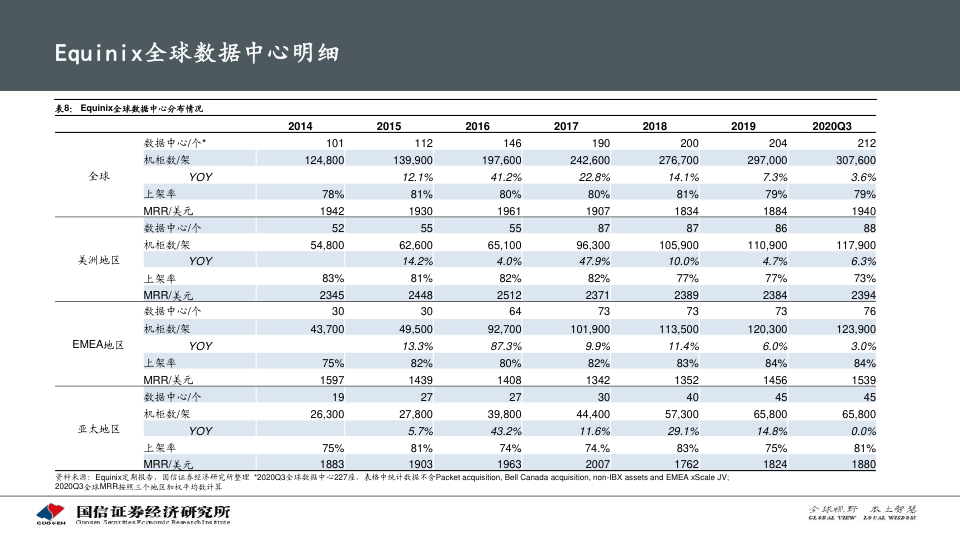 Equinix全球数据中心明细
表8: Equinix全球数据中心分布情况
2014 2015 2016 2017 2018 2019 2020Q3
全球 数据中心/个* 101 112 146 190 200 204 212
机柜数/架 124,800 139,900 197,600 242,600 276,700 297,000 307,600
YOY 12.1% 41.2% 22.8% 14.1% 7.3% 3.6%
上架率 78% 81% 80% 80% 81% 79% 79%
MRR/美元 1942 1930 1961 1907 1834 1884 1940
美洲地区 数据中心/个 52 55 55 87 87 86 88
机柜数/架 54,800 62,600 65,100 96,300 105,900 110,900 117,900
YOY 14.2% 4.0% 47.9% 10.0% 4.7% 6.3%
上架率 83% 81% 82% 82% 77% 77% 73%
MRR/美元 2345 2448 2512 2371 2389 2384 2394
EMEA地区 数据中心/个 30 30 64 73 73 73 76
机柜数/架 43,700 49,500 92,700 101,900 113,500 120,300 123,900
YOY 13.3% 87.3% 9.9% 11.4% 6.0% 3.0%
上架率 75% 82% 80% 82% 83% 84% 84%
MRR/美元 1597 1439 1408 1342 1352 1456 1539
亚太地区 数据中心/个 19 27 27 30 40 45 45
机柜数/架 26,300 27,800 39,800 44,400 57,300 65,800 65,800
YOY 5.7% 43.2% 11.6% 29.1% 14.8% 0.0%
上架率 75% 81% 74% 74.% 83% 75% 81%
MRR/美元 1883 1903 1963 2007 1762 1824 1880
资料来源: Equinix定期报告, 国信证券经济研究所整理 *2020Q3全球数据中心227座, 表格中统计数据不含Packet acquisition, Bell Canada acquisition, non-IBX assets and EMEA xScale JV;
2020Q3全球MRR按照三个地区加权平均数计算
GUOSEN 国信证券经济研究所
Guosen Securities Economic Research Institute
全球视野 本土智慧
GLOBAL VIEW LOCAL WISDOM